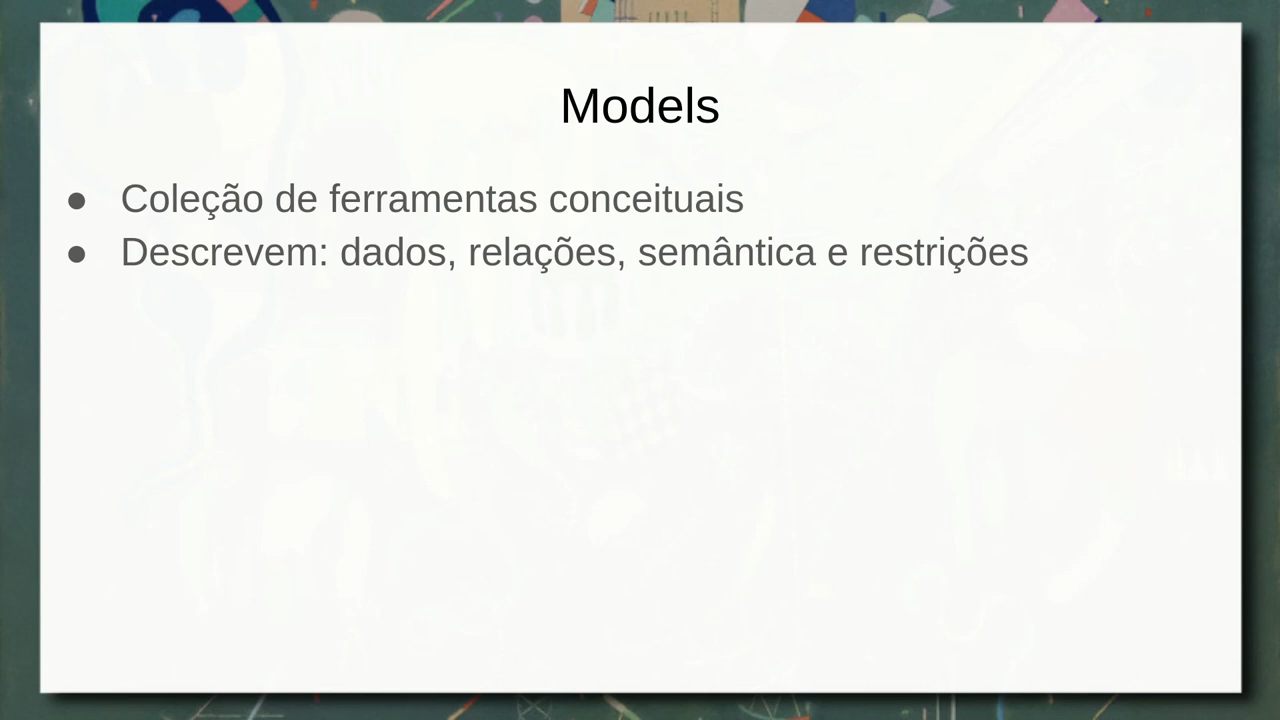 Models
● Coleção de ferramentas conceituais
● Descrevem: dados, relações, semântica e restrições